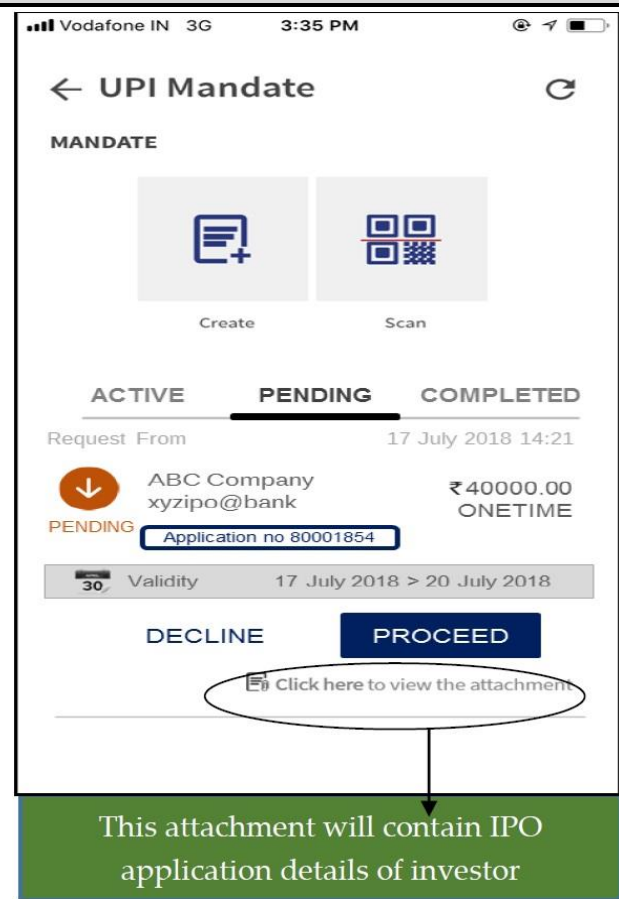 Vodafone IN 3G 3:35 PM
← UPI Mandate
MANDATE
Create Scan
ACTIVE PENDING COMPLETED
Request From 17 July 2018 14:21
ABC Company ₹40000.00
xyzipo@bank ONETIME
PENDING
Application no 80001854
30 Validity 17 July 2018 > 20 July 2018
DECLINE PROCEED
Click here to view the attachment
This attachment will contain IPO
application details of investor